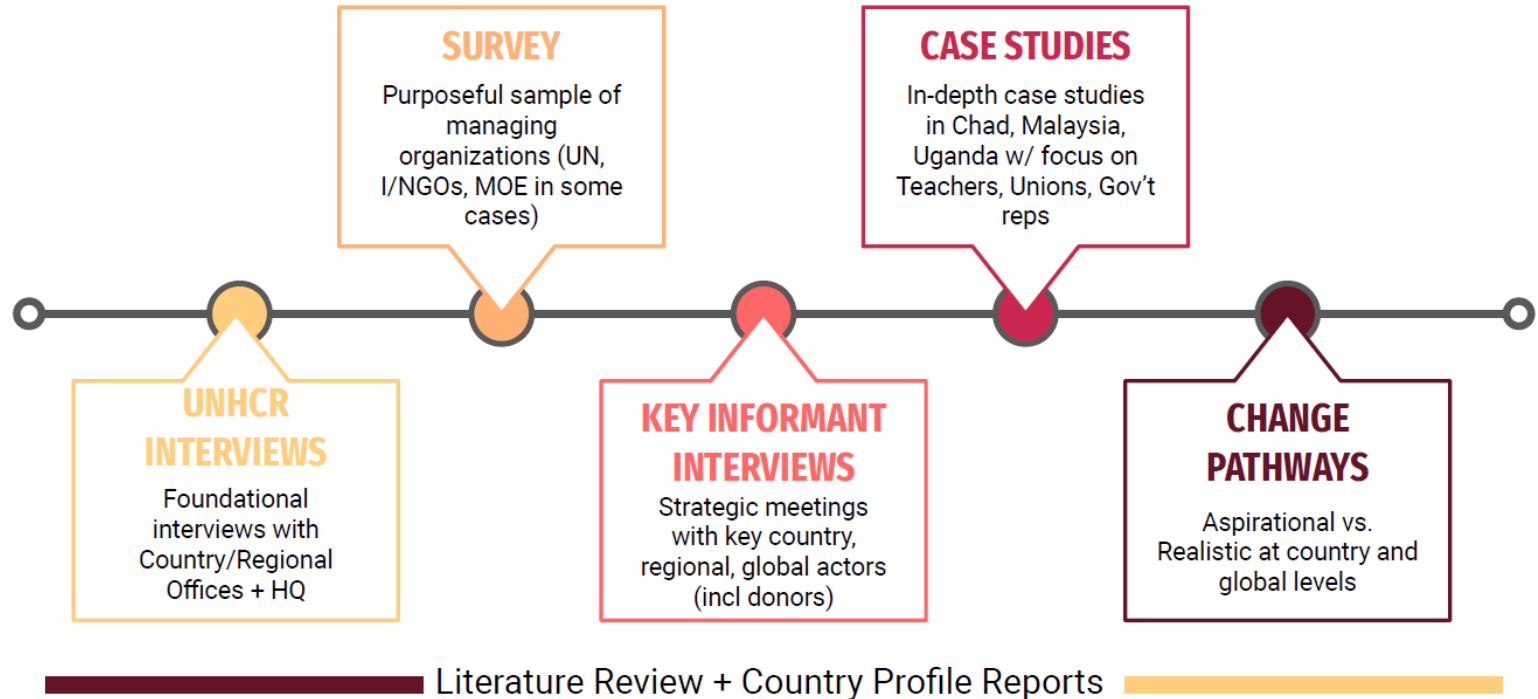 SURVEY
Purposeful sample of
managing
organizations (UN,
I/NGOs, MOE in some
cases)
CASE STUDIES
In-depth case studies
in Chad, Malaysia,
Uganda w/ focus on
Teachers, Unions, Gov't
reps
UNHCR
INTERVIEWS
Foundational
interviews with
Country/Regional
Offices + HQ
KEY INFORMANT
INTERVIEWS
Strategic meetings
with key country,
regional, global actors
(incl donors)
CHANGE
PATHWAYS
Aspirational vs.
Realistic at country and
global levels
Literature Review + Country Profile Reports